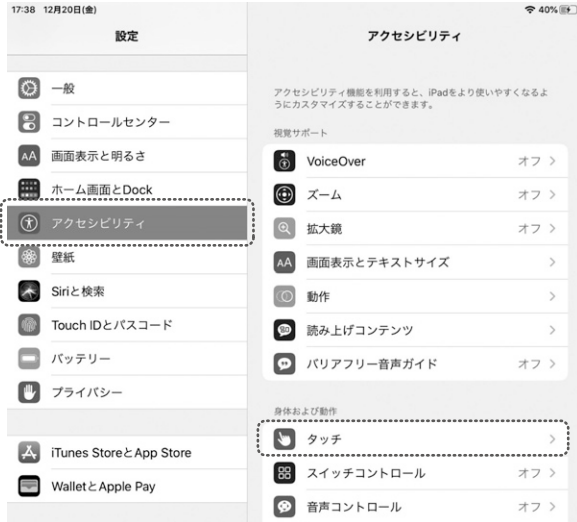 17:38 12月20日(金)
40%
設定
一般
コントロールセンター
AA 画面表示と明るさ
ホーム画面とDock
アクセシビリティ
壁紙
Siriと検索
Touch IDとパスコード
バッテリー
プライバシー
iTunes StoreとApp Store
WalletとApple Pay
アクセシビリティ
アクセシビリティ機能を利用すると、iPadをより使いやすくなるよ
うにカスタマイズすることができます。
視覚サポート
VoiceOver オフ
ズーム オフ
拡大鏡 オフ
AA 画面表示とテキストサイズ
動作
読み上げコンテンツ
バリアフリー音声ガイド オフ
身体および動作
タッチ
スイッチコントロール オフ
音声コントロール オフ